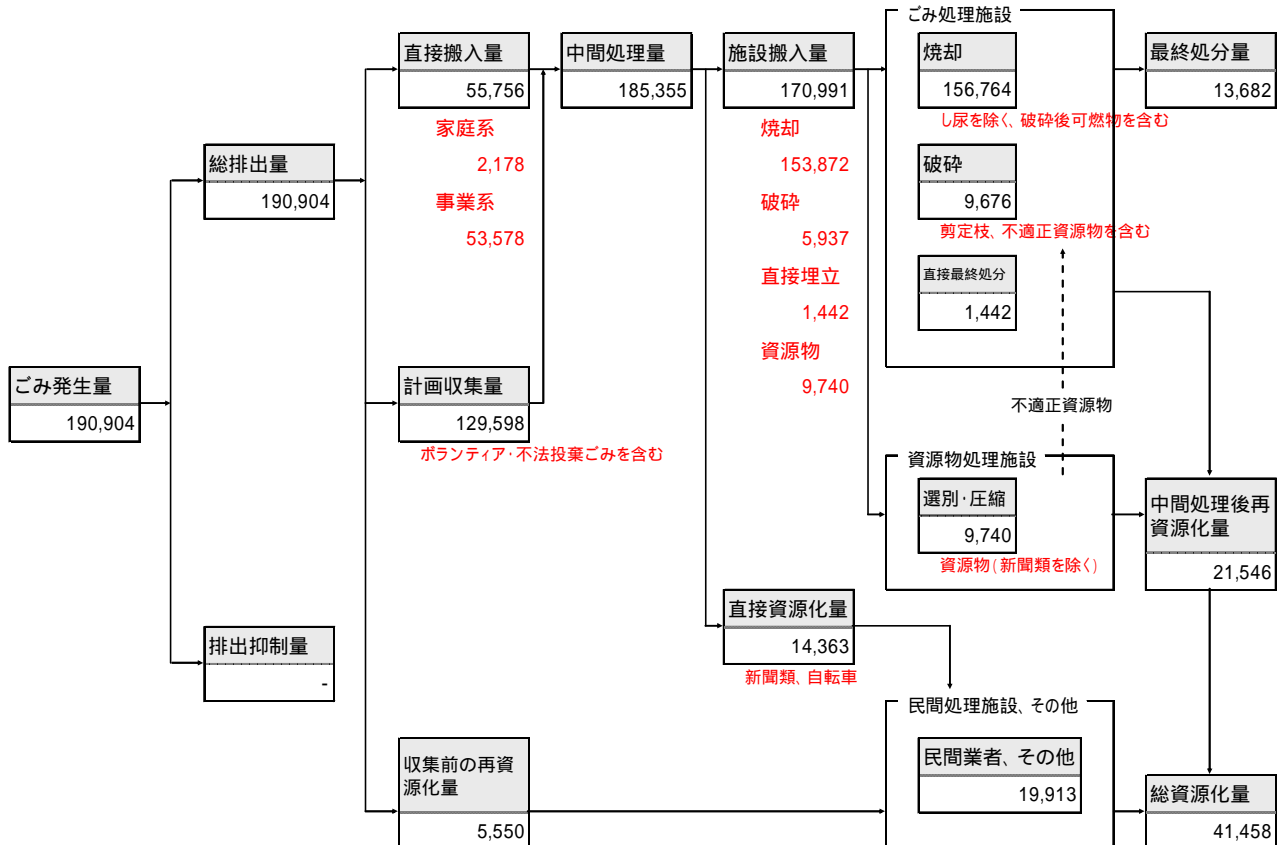 ごみ発生量
190,904
総排出量
190,904
排出抑制量
-
直接搬入量
55,756
家庭系
2,178
事業系
53,578
計画収集量
129,598
ボランティア・不法投棄ごみを含む
収集前の再資
源化量
5,550
中間処理量
185,355
施設搬入量
170,991
焼却
153,872
破砕
5,937
直接埋立
1,442
資源物
9,740
直接資源化量
14,363
新聞類、自転車
ごみ処理施設
焼却
156,764
し尿を除く、破砕後可燃物を含む
破砕
9,676
剪定枝、不適正資源物を含む
直接最終処分
1,442
不適正資源物
資源物処理施設
選別・圧縮
9,740
資源物(新聞類を除く)
民間処理施設、その他
民間業者、その他
19,913
最終処分量
13,682
中間処理後再
資源化量
21,546
総資源化量
41,458